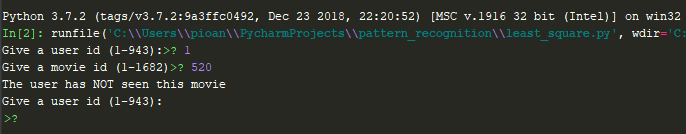 Python 3.7.2 (tags/v3.7.2:9a3ffc0492, Dec 23 2018, 22:20:52) [MSC v.1916 32 bit (Intel)] on win32
In[2]: runfile('C:\\Users\\pioan\\PycharmProjects\\pattern_recognition\\least_square.py', wdir='C:
Give a user id (1-943):>? 1
Give a movie id (1-1682)>? 520
The user has NOT seen this movie
Give a user id (1-943):
>?